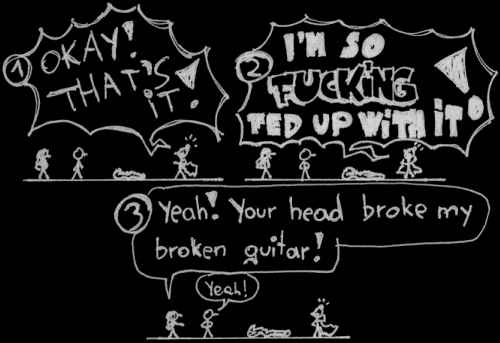 1 OKAY!
THAT'S
iT!
2 I'M SO
FUCKiNG
FED UP WiTH iT!
3 Yeah! Your head broke my
broken guitar!
Yeah!